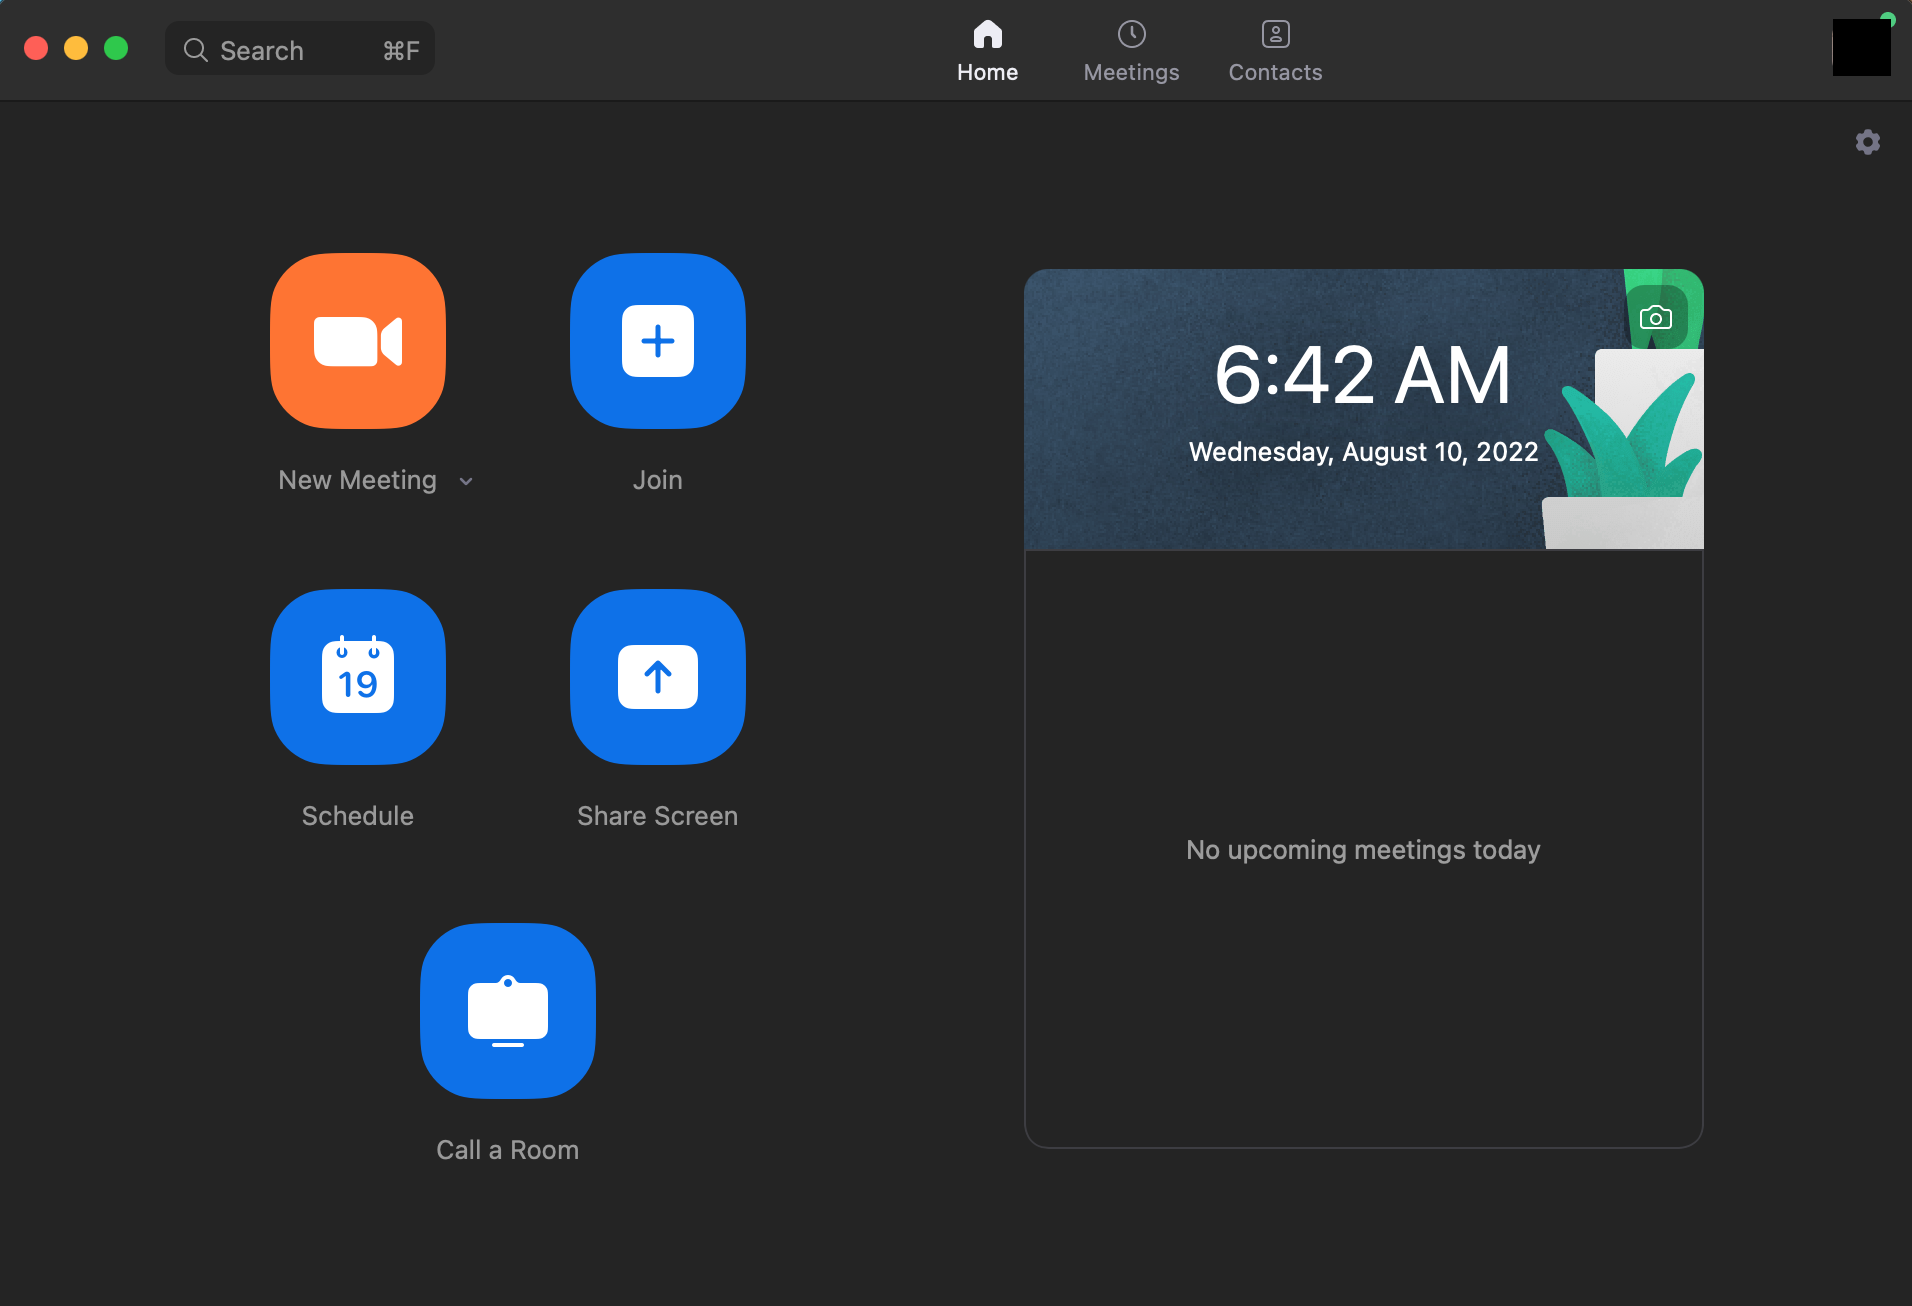 Search ⌘F
Home
Meetings
Contacts
New Meeting
Join
6:42 AM
Wednesday, August 10, 2022
19
Schedule
Share Screen
No upcoming meetings today
Call a Room